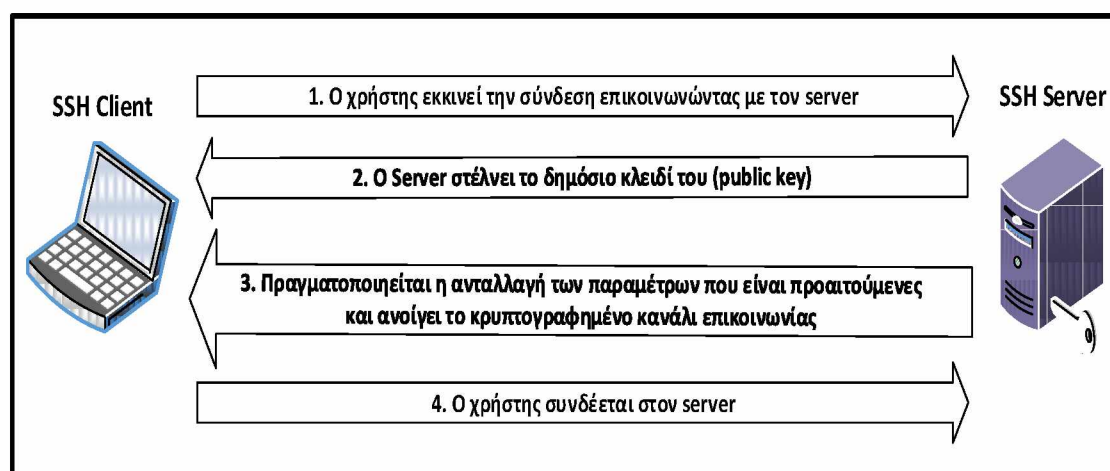 1. Ο χρήστης εκκινεί την σύνδεση επικοινωνώντας με τον server
SSH Client
SSH Server
2. Ο Server στέλνει το δημόσιο κλειδί του (public key)
3. Πραγματοποιηείται η ανταλλαγή των παραμέτρων που είναι προαιτούμενες
και ανοίγει το κρυπτογραφημένο κανάλι επικοινωνίας
4. Ο χρήστης συνδέεται στον server